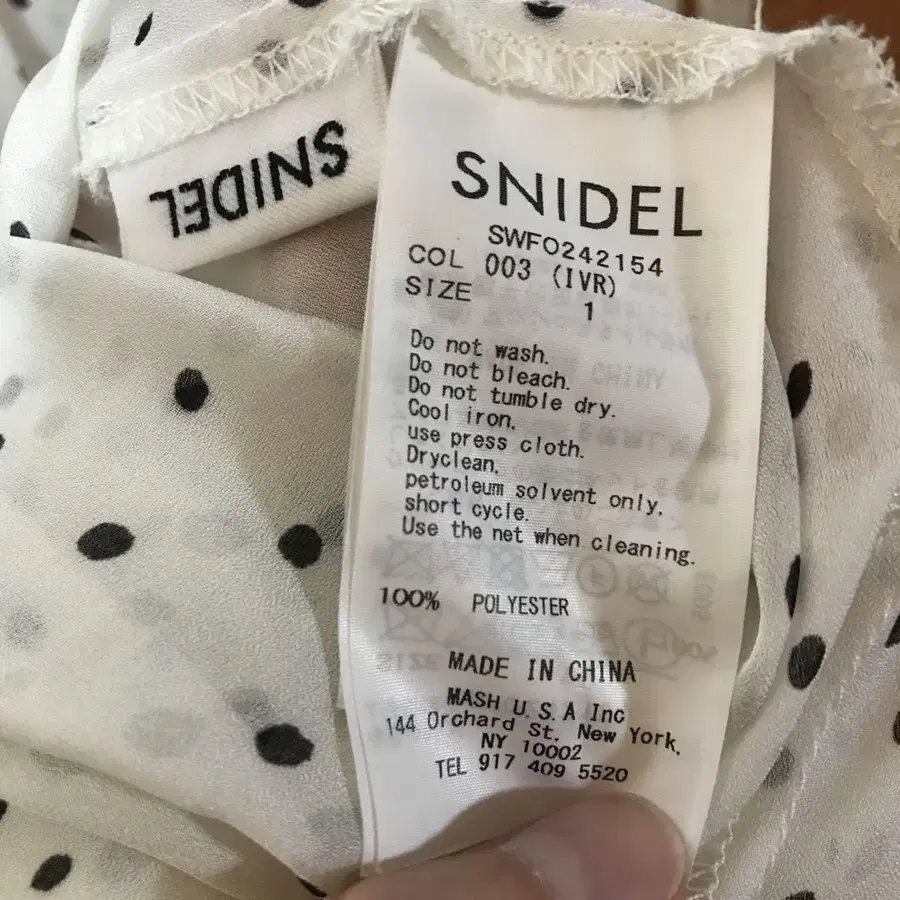 SNIDEL
SNIDEL
SWFO242154
COL 003 (IVR)
SIZE 1
Do not wash.
Do not bleach.
Do not tumble dry.
Cool iron,
use press cloth.
Dryclean,
petroleum solvent only,
short cycle.
Use the net when cleaning.
100% POLYESTER
MADE IN CHINA
MASH U.S.A Inc
144 Orchard St. New York,
NY 10002
TEL 917 409 5520